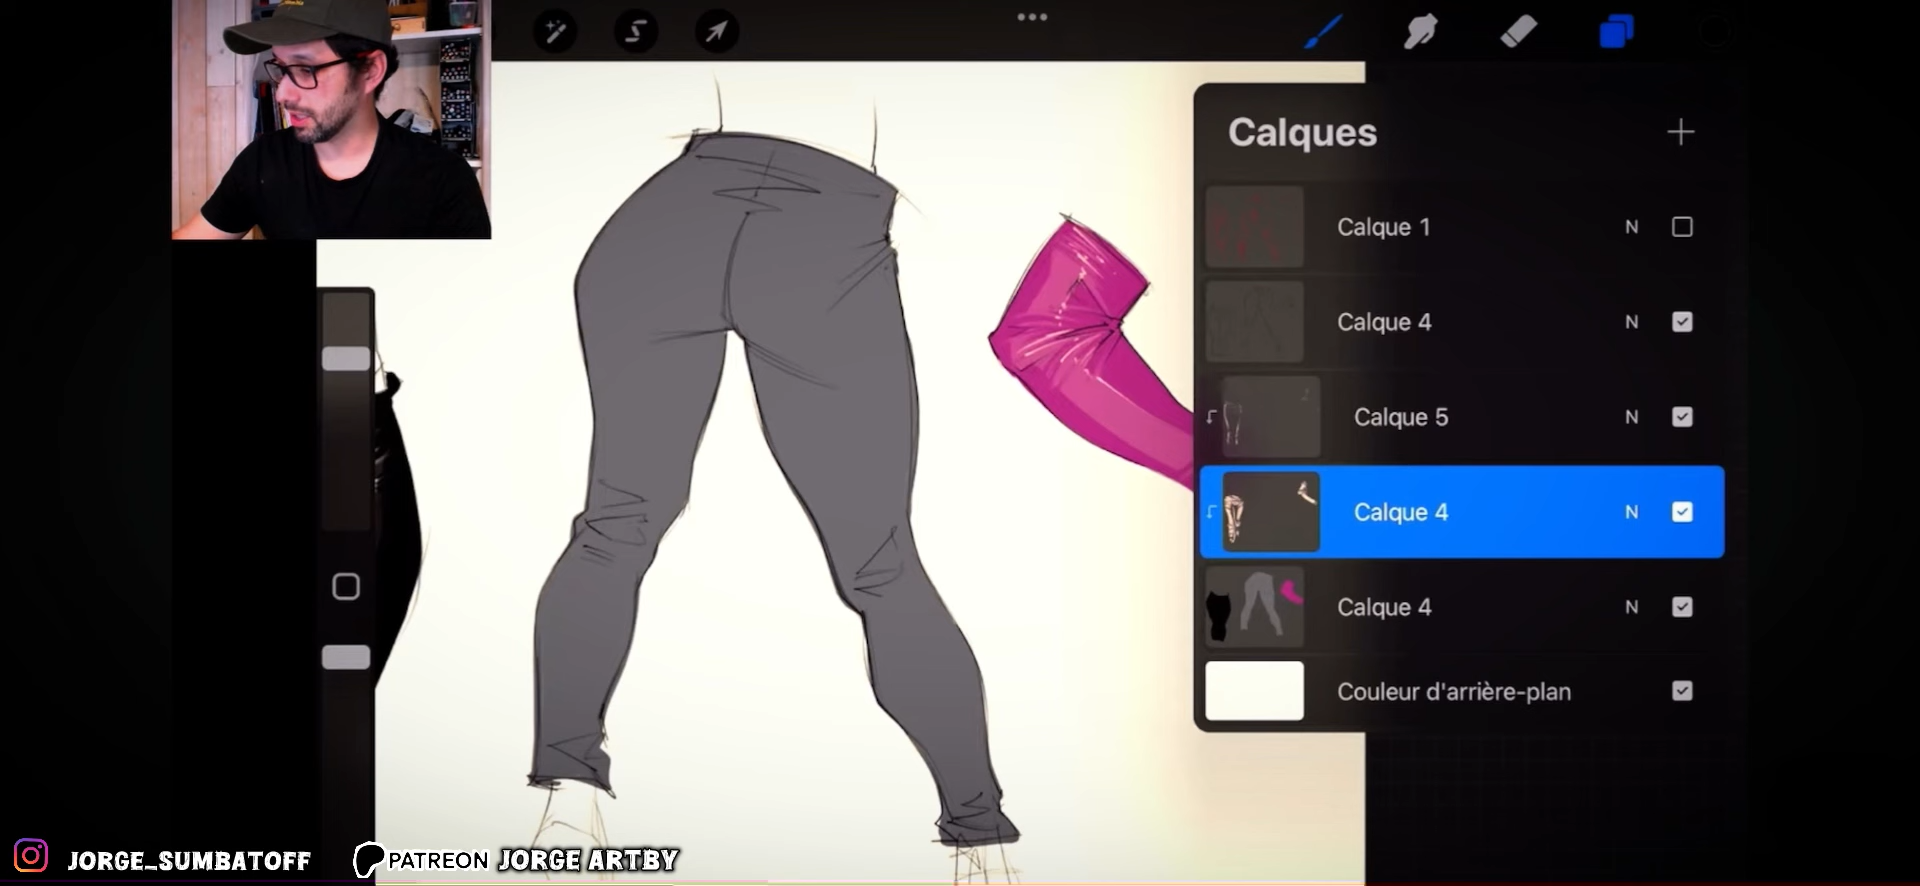 Calques
Calque 1 N
Calque 4 N
Calque 5 N
Calque 4 N
Calque 4 N
Couleur d'arrière-plan
JORGE_SUMBATOFF PATREON JORGE ARTBY